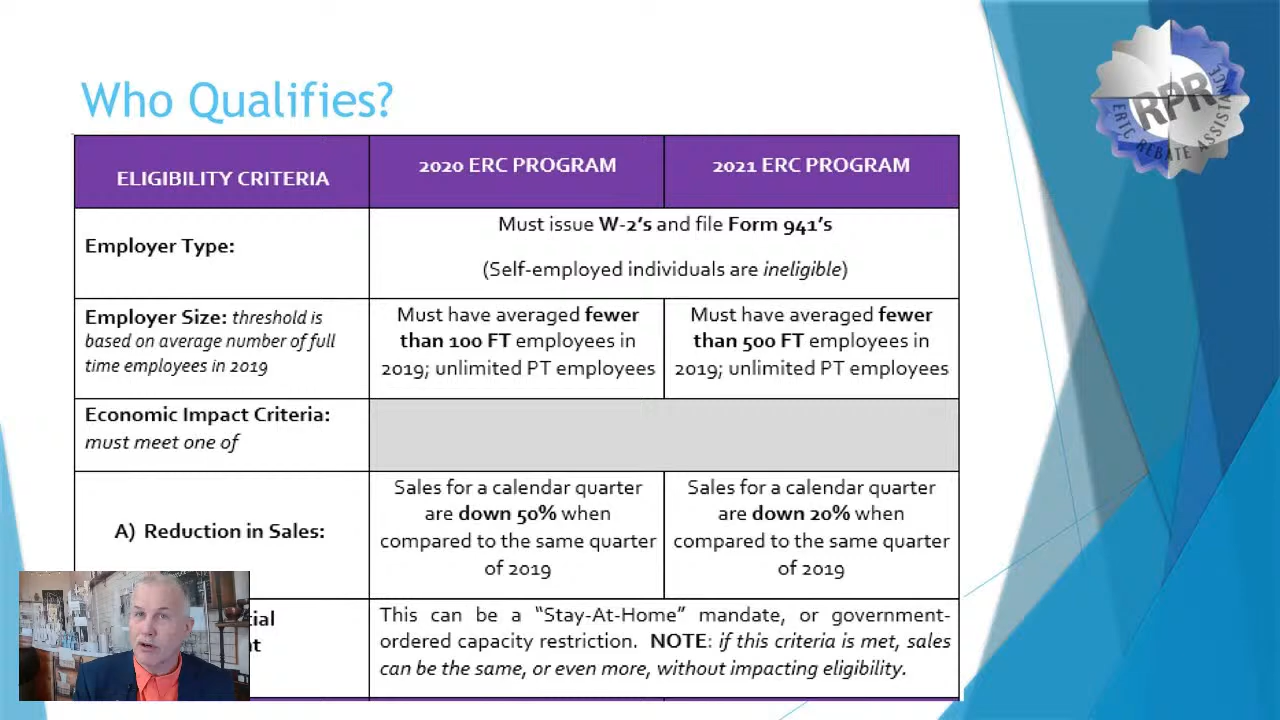 Who Qualifies?
RPR
ERTC REBATE ASSISTANCE
ELIGIBILITY CRITERIA
2020 ERC PROGRAM
2021 ERC PROGRAM
Employer Type:
Must issue W-2’s and file Form 941’s
(Self-employed individuals are ineligible)
Employer Size: threshold is
based on average number of full
time employees in 2019
Must have averaged fewer
than 100 FT employees in
2019; unlimited PT employees
Must have averaged fewer
than 500 FT employees in
2019; unlimited PT employees
Economic Impact Criteria:
must meet one of
A) Reduction in Sales:
Sales for a calendar quarter
are down 50% when
compared to the same quarter
of 2019
Sales for a calendar quarter
are down 20% when
compared to the same quarter
of 2019
This can be a “Stay-At-Home” mandate, or government-
ordered capacity restriction. NOTE: if this criteria is met, sales
can be the same, or even more, without impacting eligibility.